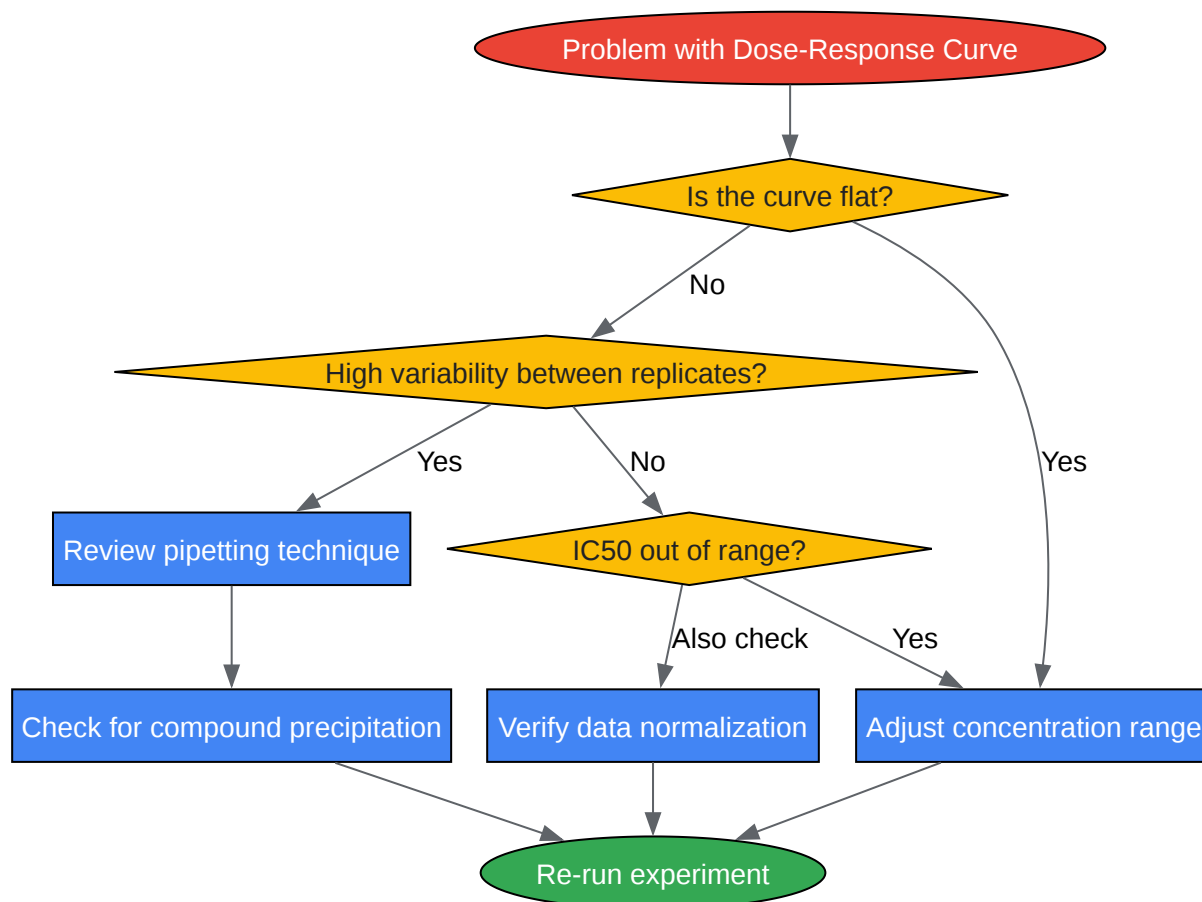 Problem with Dose-Response Curve
Is the curve flat?
No
High variability between replicates?
Yes
No
Yes
Review pipetting technique
IC50 out of range?
Also check
Yes
Check for compound precipitation
Verify data normalization
Adjust concentration range
Re-run experiment